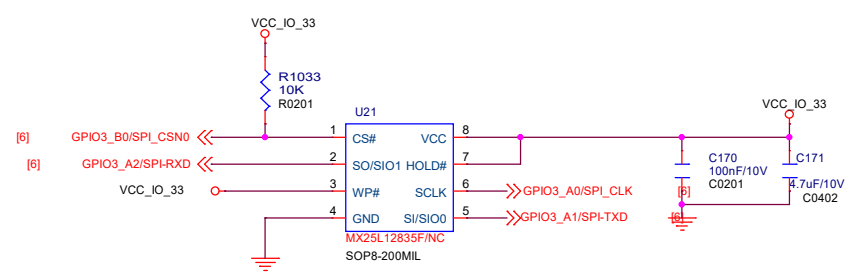 VCC_IO_33
R1033
10K
R0201
U21
VCC_IO_33
[6] GPIO3_B0/SPI_CSN0 1 CS# VCC 8
C170 C171
100nF/10V
[6] GPIO3_A2/SPI-RXD 2 SO/SIO1 HOLD# 7
4.7uF/10V
C0201
C0402
VCC_IO_33 3 WP# SCLK 6 GPIO3_A0/SPI_CLK [6]
4 GND SI/SIO0 5 GPIO3_A1/SPI-TXD [6]
MX25L12835F/NC
SOP8-200MIL